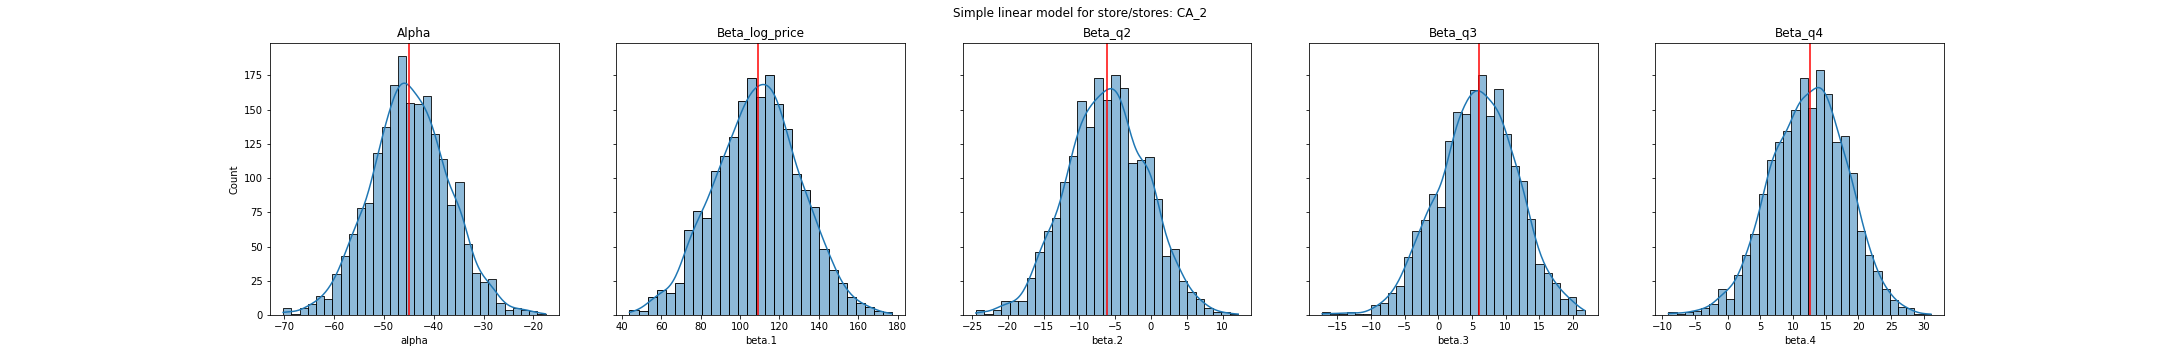 Simple linear model for store/stores: CA_2
Alpha
Beta_log_price
Beta_q2
Beta_q3
Beta_q4
Count
175
150
125
100
75
50
25
0
−70 −60 −50 −40 −30 −20
40 60 80 100 120 140 160 180
−25 −20 −15 −10 −5 0 5 10
−15 −10 −5 0 5 10 15 20
−10 −5 0 5 10 15 20 25 30
alpha
beta.1
beta.2
beta.3
beta.4